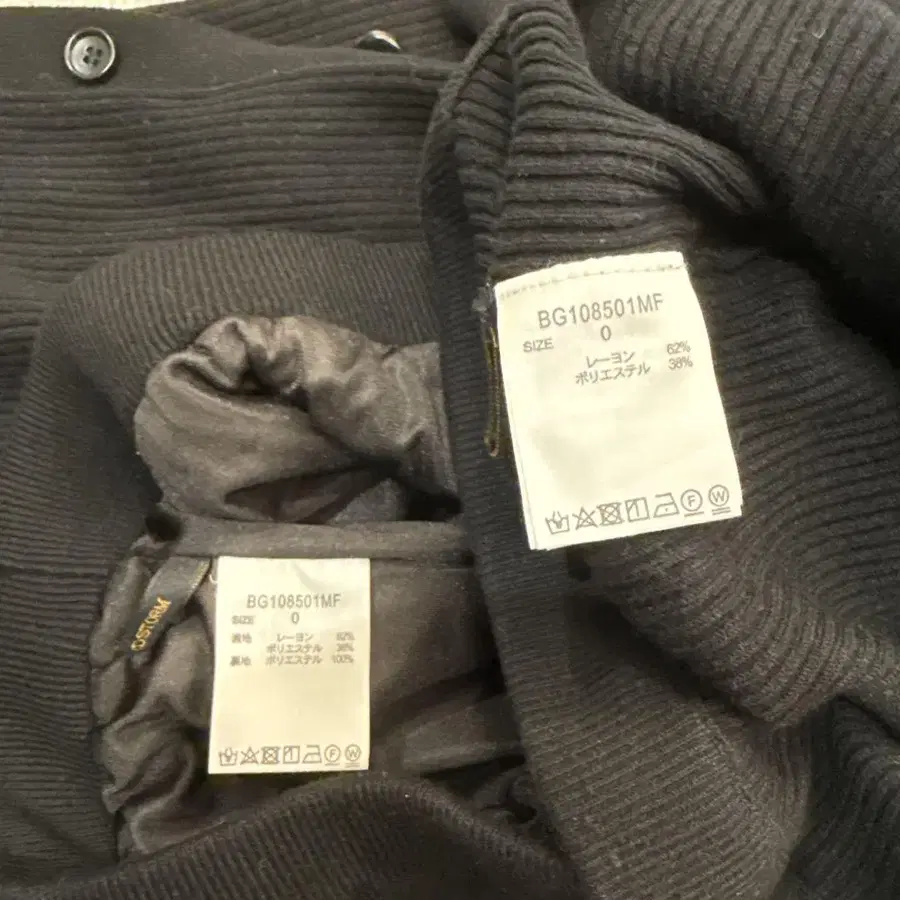 BG108501MF
SIZE 0
レーヨン 62%
ポリエステル 38%
F W
BG108501MF
SIZE 0
表地 レーヨン 62%
ポリエステル 38%
裏地 ポリエステル 100%
F W
OSTORM